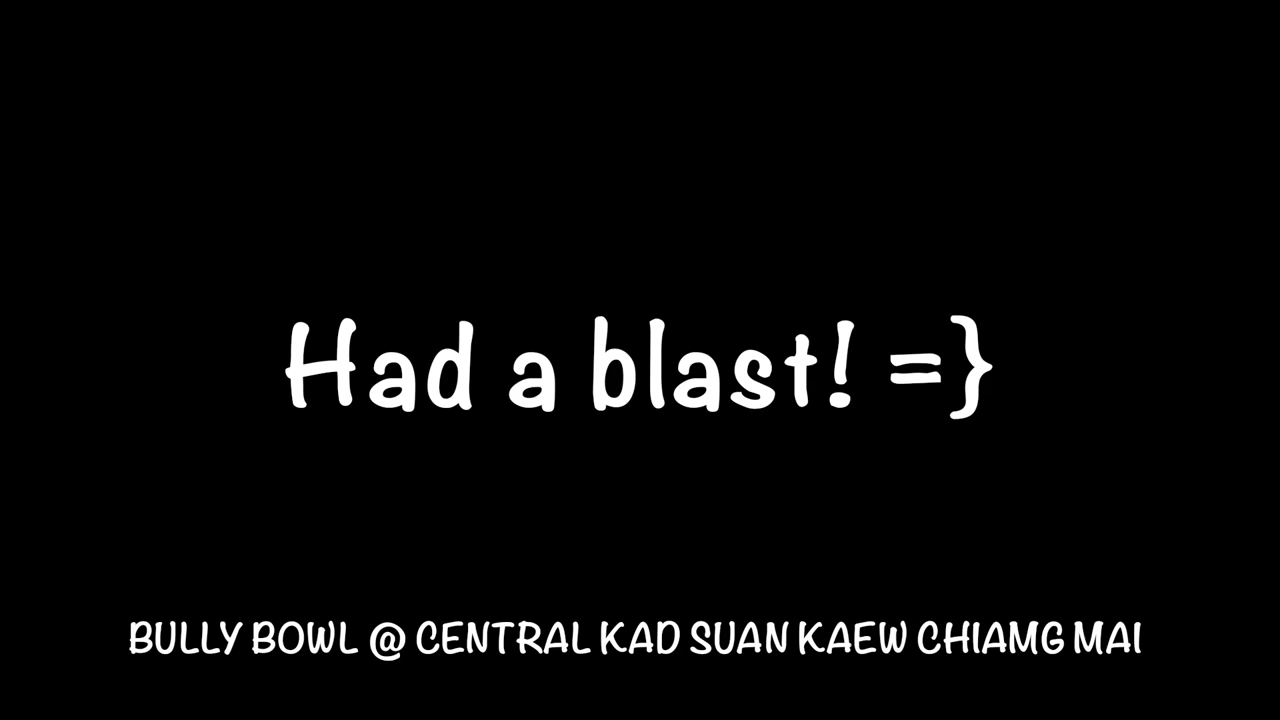 Had a blast! =}
BULLY BOWL @ CENTRAL KAD SUAN KAEW CHIAMG MAI